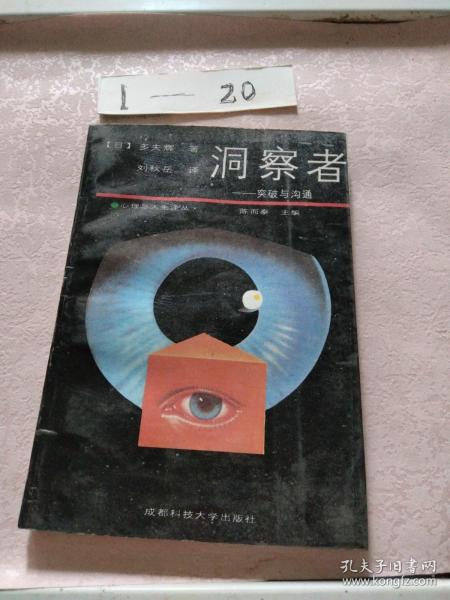 1 — 20
【日】多夫辉 著
刘秋岳 译
洞察者
——突破与沟通
心理学大众译丛
陈而泰 主编
成都科技大学出版社
孔夫子旧书网
www.kongfz.com